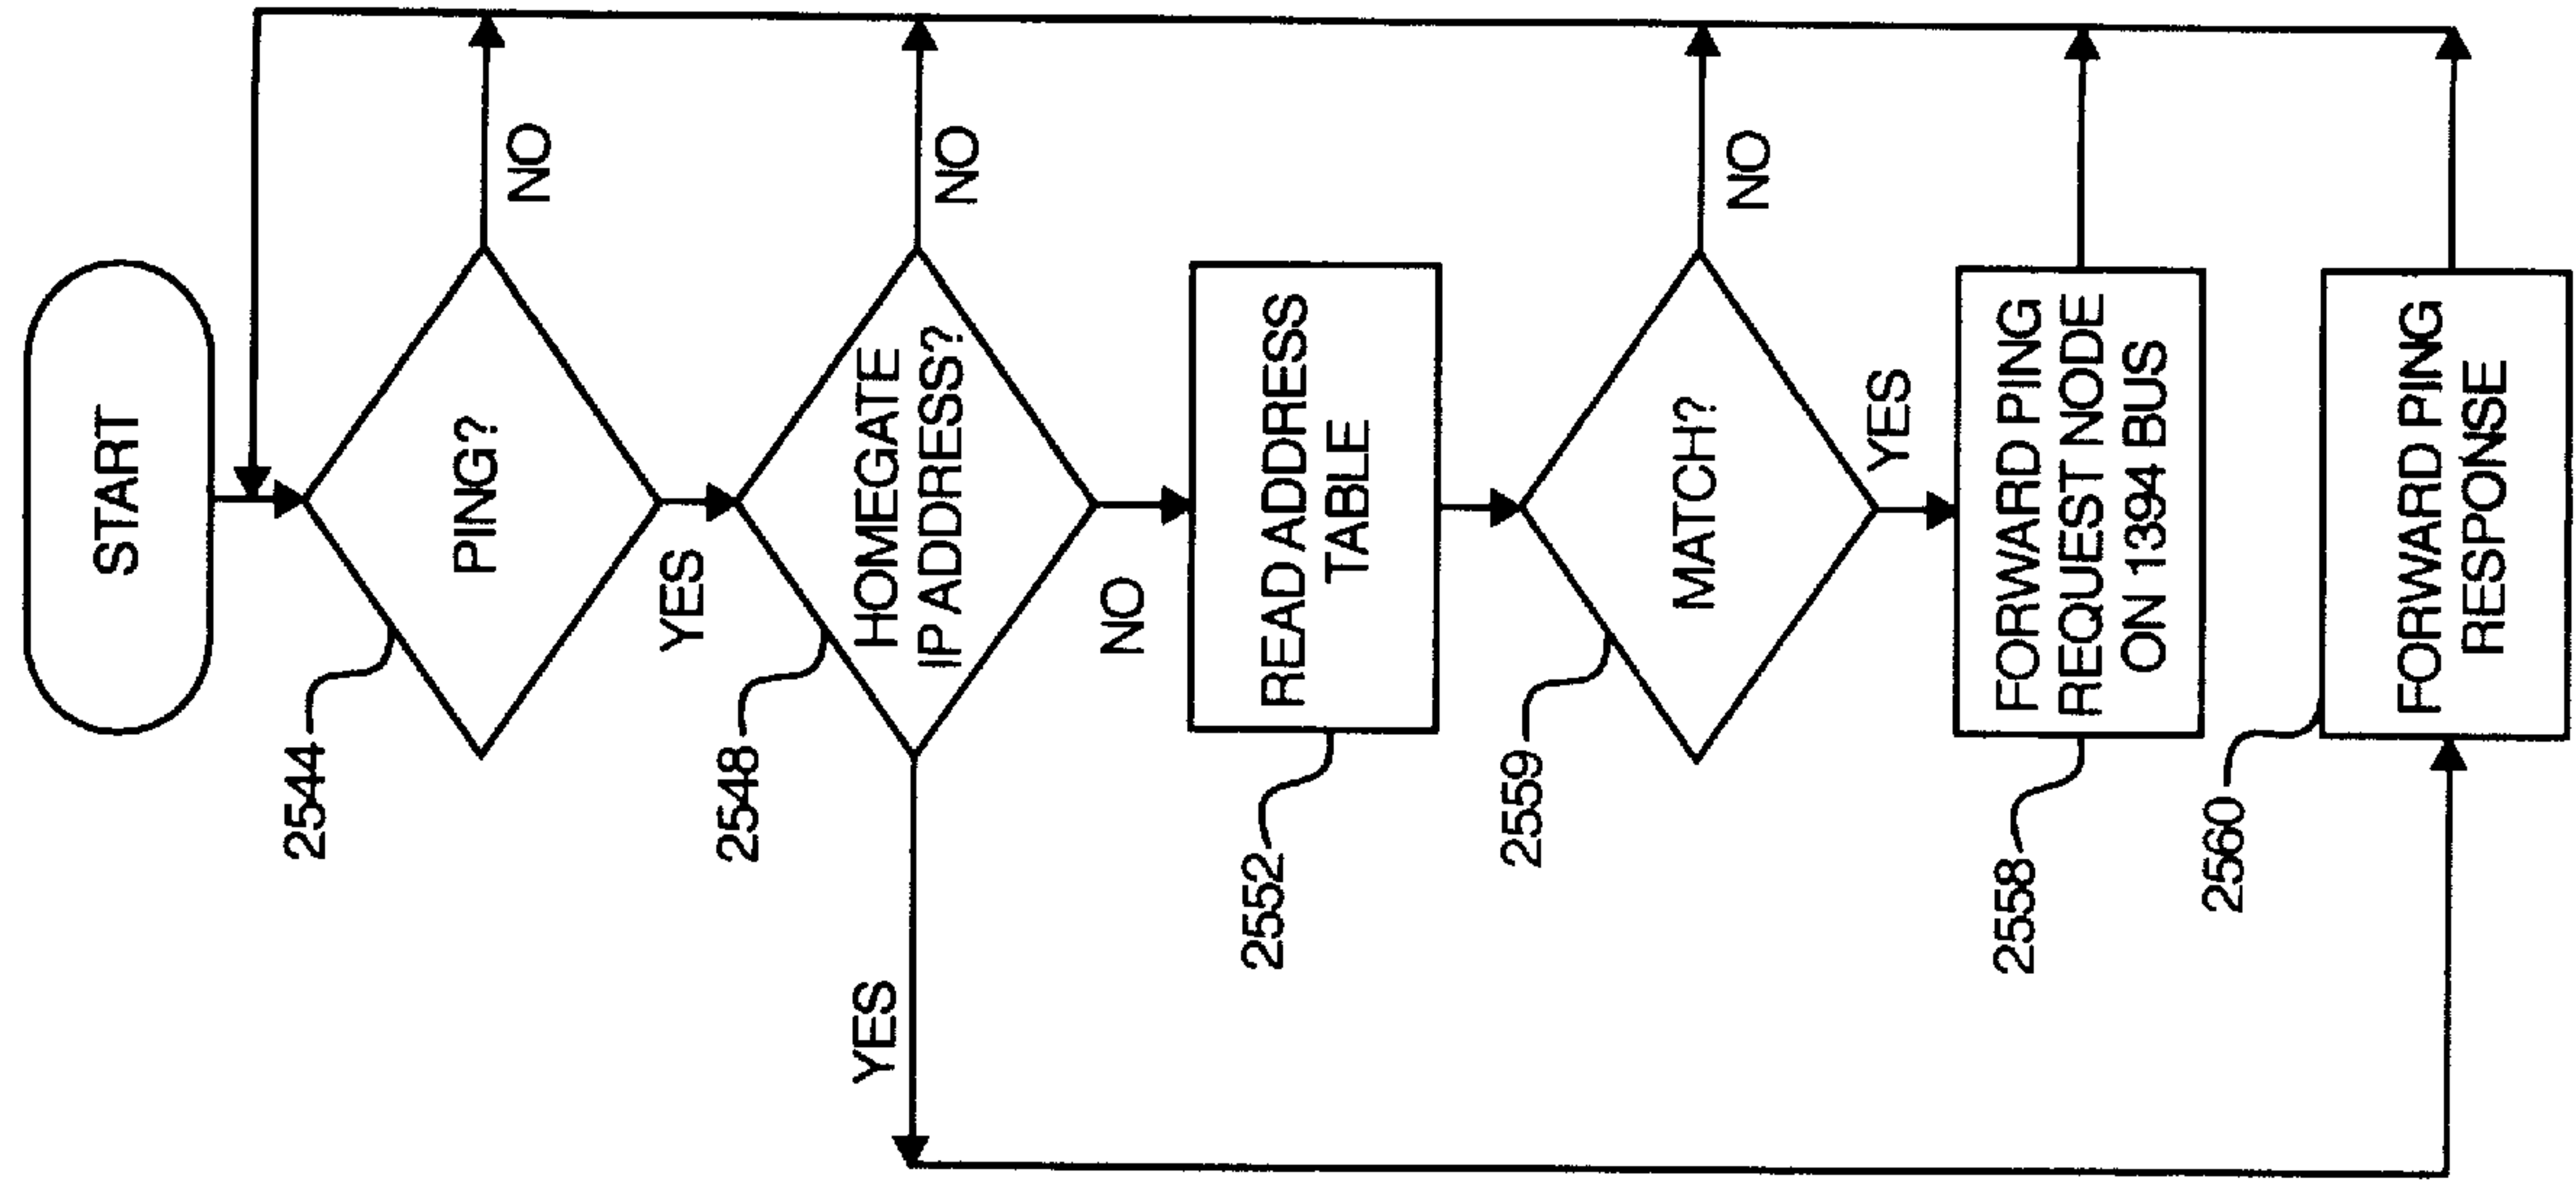 START
2544
PING?
NO
YES
2548
HOMEGATE
IP ADDRESS?
NO
YES
NO
2552
READ ADDRESS
TABLE
2559
MATCH?
NO
YES
2558
FORWARD PING
REQUEST NODE
ON 1394 BUS
2560
FORWARD PING
RESPONSE